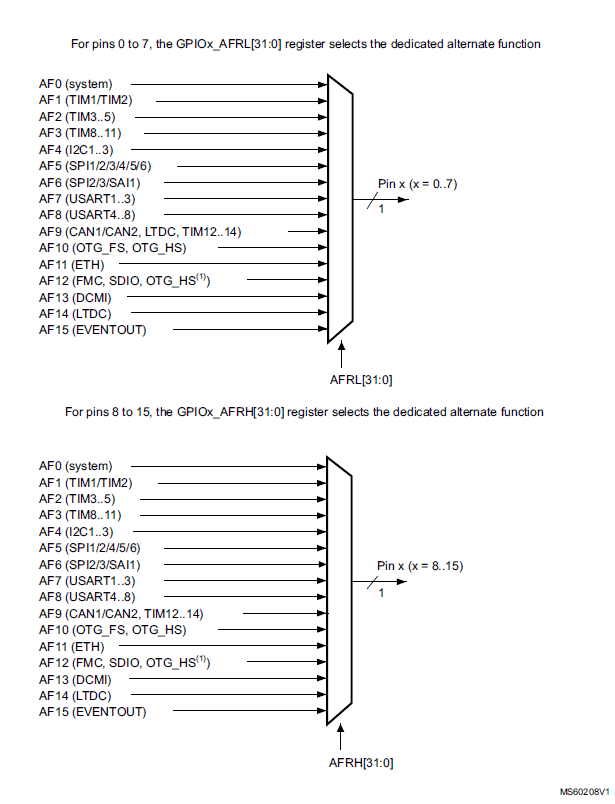 For pins 0 to 7, the GPIOx_AFRL[31:0] register selects the dedicated alternate function
AF0 (system)
AF1 (TIM1/TIM2)
AF2 (TIM3..5)
AF3 (TIM8..11)
AF4 (I2C1..3)
AF5 (SPI1/2/3/4/5/6)
AF6 (SPI2/3/SAI1)
AF7 (USART1..3)
AF8 (USART4..8)
AF9 (CAN1/CAN2, LTDC, TIM12..14)
AF10 (OTG_FS, OTG_HS)
AF11 (ETH)
AF12 (FMC, SDIO, OTG_HS(1))
AF13 (DCMI)
AF14 (LTDC)
AF15 (EVENTOUT)
Pin x (x = 0..7)
1
AFRL[31:0]
For pins 8 to 15, the GPIOx_AFRH[31:0] register selects the dedicated alternate function
AF0 (system)
AF1 (TIM1/TIM2)
AF2 (TIM3..5)
AF3 (TIM8..11)
AF4 (I2C1..3)
AF5 (SPI1/2/4/5/6)
AF6 (SPI2/3/SAI1)
AF7 (USART1..3)
AF8 (USART4..8)
AF9 (CAN1/CAN2, TIM12..14)
AF10 (OTG_FS, OTG_HS)
AF11 (ETH)
AF12 (FMC, SDIO, OTG_HS(1))
AF13 (DCMI)
AF14 (LTDC)
AF15 (EVENTOUT)
Pin x (x = 8..15)
1
AFRH[31:0]
MS60208V1